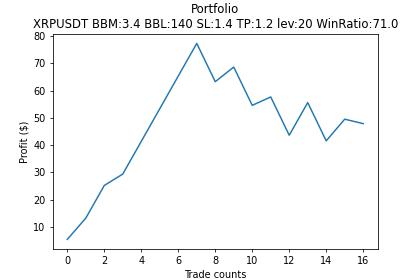 Portfolio
XRPUSDT BBM:3.4 BBL:140 SL:1.4 TP:1.2 lev:20 WinRatio:71.0
80
70
60
50
40
30
20
10
Profit ($)
0 2 4 6 8 10 12 14 16
Trade counts